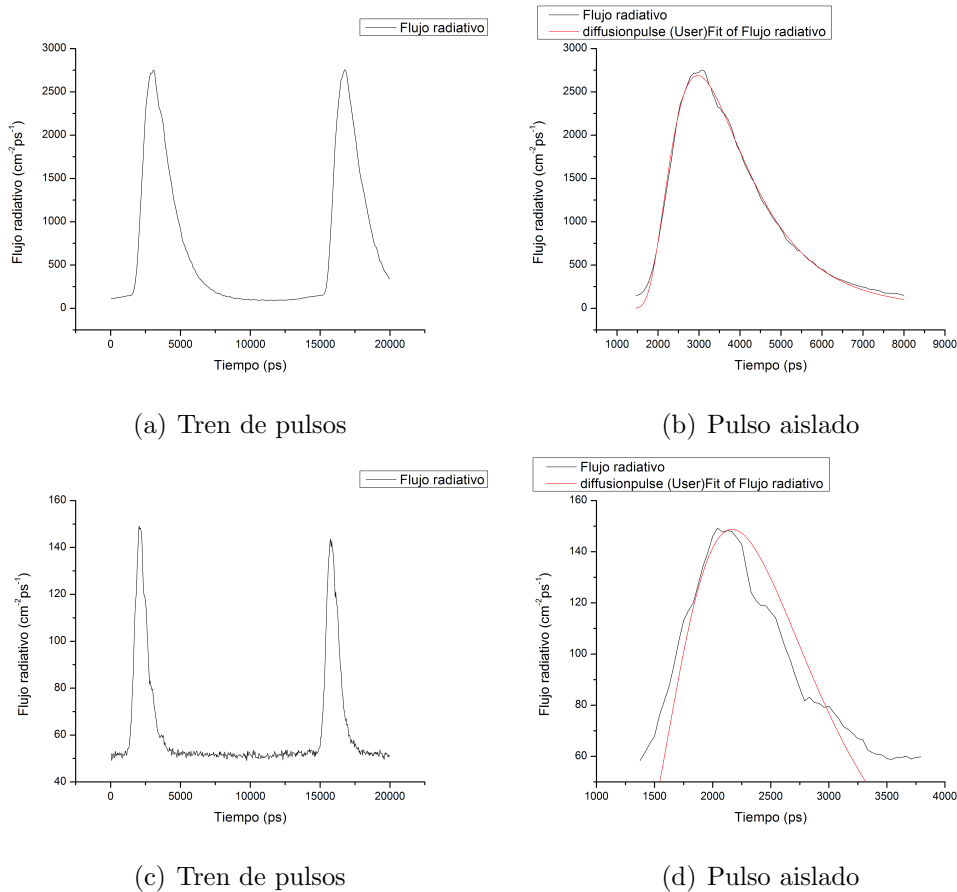 Flujo radiativo
3000
2500
2000
1500
1000
500
0
Flujo radiativo (cm⁻²ps⁻¹)
0 5000 10000 15000 20000
Tiempo (ps)
(a) Tren de pulsos
Flujo radiativo
diffusionpulse (User)Fit of Flujo radiativo
3000
2500
2000
1500
1000
500
0
Flujo radiativo (cm⁻²ps⁻¹)
1000 2000 3000 4000 5000 6000 7000 8000 9000
Tiempo (ps)
(b) Pulso aislado
Flujo radiativo
160
140
120
100
80
60
40
Flujo radiativo (cm⁻²ps⁻¹)
0 5000 10000 15000 20000
Tiempo (ps)
(c) Tren de pulsos
Flujo radiativo
diffusionpulse (User)Fit of Flujo radiativo
160
140
120
100
80
60
Flujo radiativo (cm⁻²ps⁻¹)
1000 1500 2000 2500 3000 3500 4000
Tiempo (ps)
(d) Pulso aislado